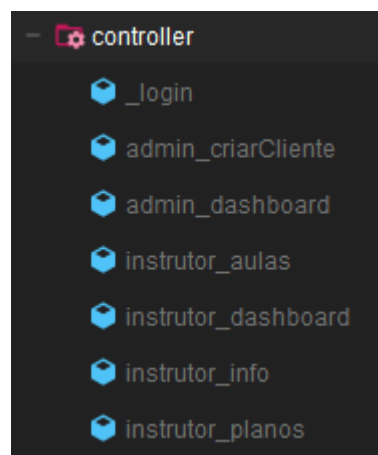 controller
_login
admin_criarCliente
admin_dashboard
instrutor_aulas
instrutor_dashboard
instrutor_info
instrutor_planos